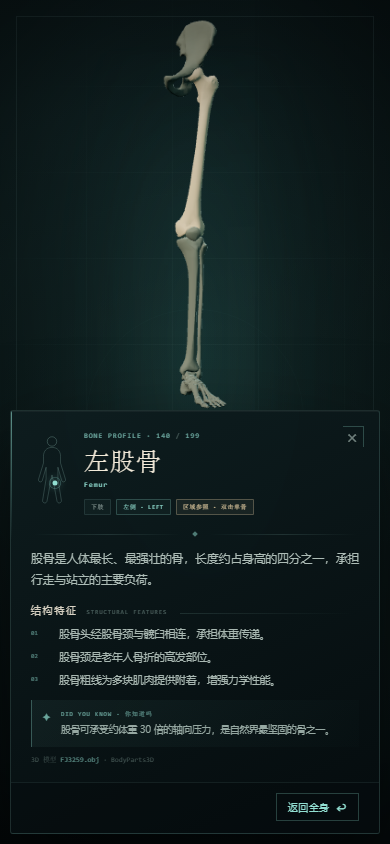 BONE PROFILE · 140 / 199
左股骨
Femur
下肢
左侧 · LEFT
区域参照 · 双击单骨
股骨是人体最长、最强壮的骨，长度约占身高的四分之一，承担
行走与站立的主要负荷。
结构特征 STRUCTURAL FEATURES
01 股骨头经股骨颈与髋臼相连，承担体重传递。
02 股骨颈是老年人骨折的高发部位。
03 股骨粗线为多块肌肉提供附着，增强力学性能。
DID YOU KNOW · 你知道吗
股骨可承受约体重 30 倍的轴向压力，是自然界最坚固的骨之一。
3D 模型 FJ3259.obj · BodyParts3D
返回全身